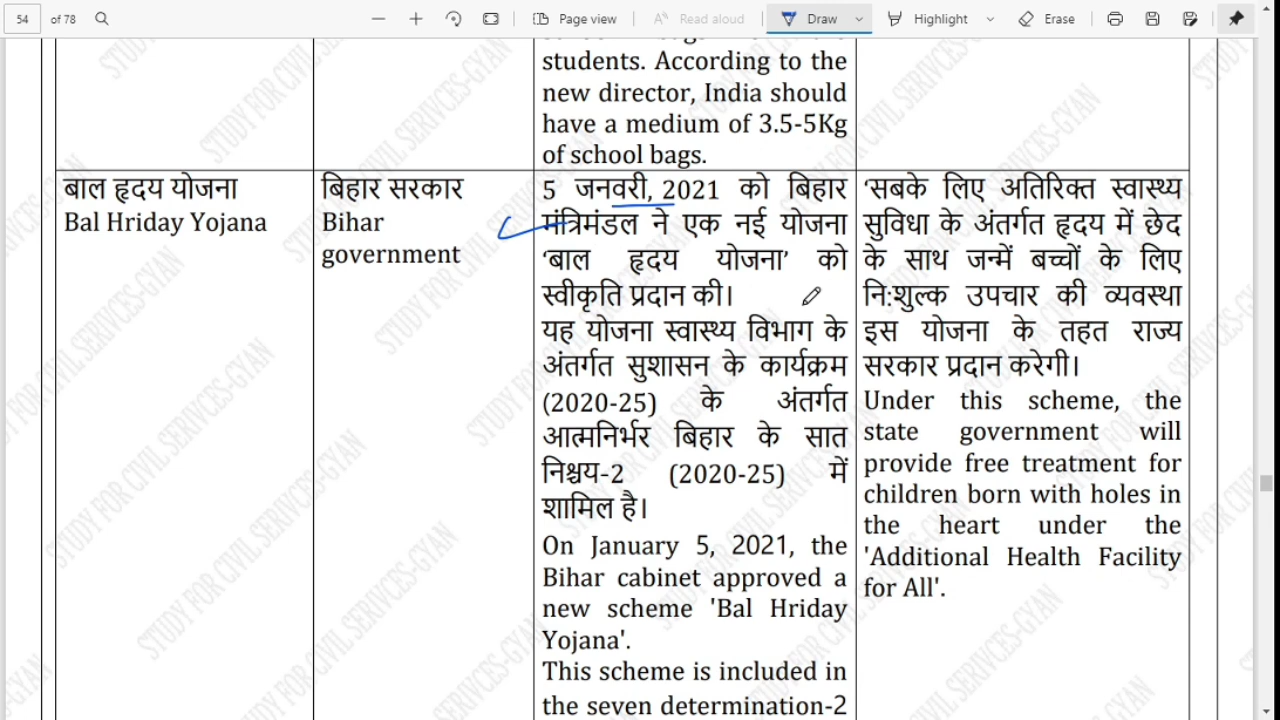 54 of 78 Page view Read aloud Draw Highlight Erase
students. According to the
new director, India should
have a medium of 3.5-5Kg
of school bags.
बाल हृदय योजना
Bal Hriday Yojana
बिहार सरकार
Bihar
government
5 जनवरी, 2021 को बिहार
मंत्रिमंडल ने एक नई योजना
‘बाल हृदय योजना’ को
स्वीकृति प्रदान की।
यह योजना स्वास्थ्य विभाग के
अंतर्गत सुशासन के कार्यक्रम
(2020-25) के अंतर्गत
आत्मनिर्भर बिहार के सात
निश्चय-2 (2020-25) में
शामिल है।
On January 5, 2021, the
Bihar cabinet approved a
new scheme 'Bal Hriday
Yojana'.
This scheme is included in
the seven determination-2
‘सबके लिए अतिरिक्त स्वास्थ्य
सुविधा के अंतर्गत हृदय में छेद
के साथ जन्में बच्चों के लिए
नि:शुल्क उपचार की व्यवस्था
इस योजना के तहत राज्य
सरकार प्रदान करेगी।
Under this scheme, the
state government will
provide free treatment for
children born with holes in
the heart under the
'Additional Health Facility
for All'.
STUDY FOR CIVIL SERIVCES-GYAN